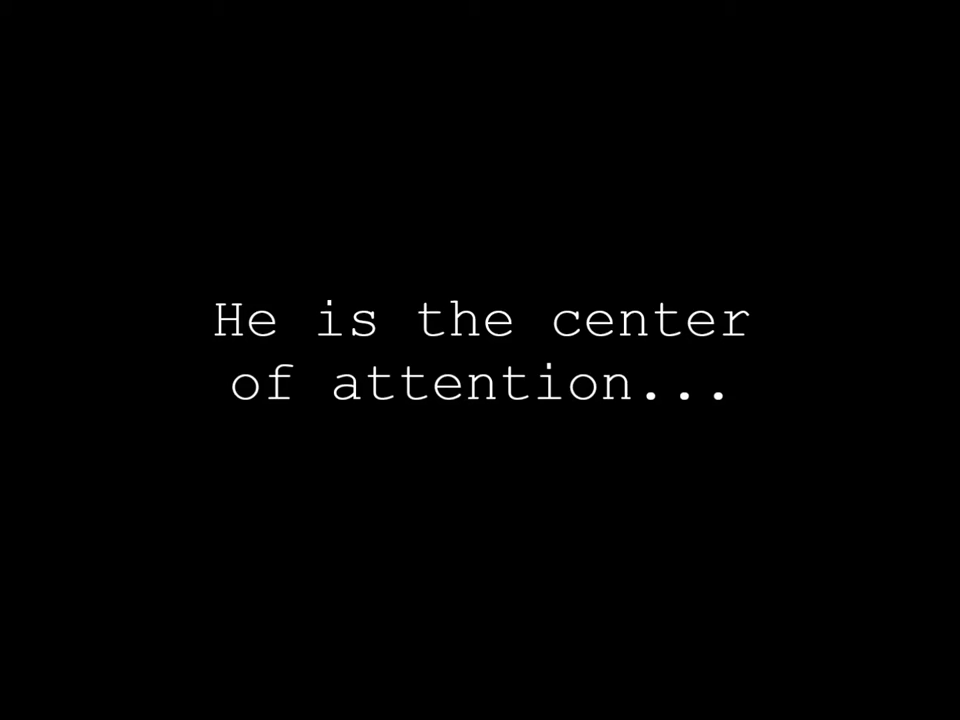 He is the center
of attention...